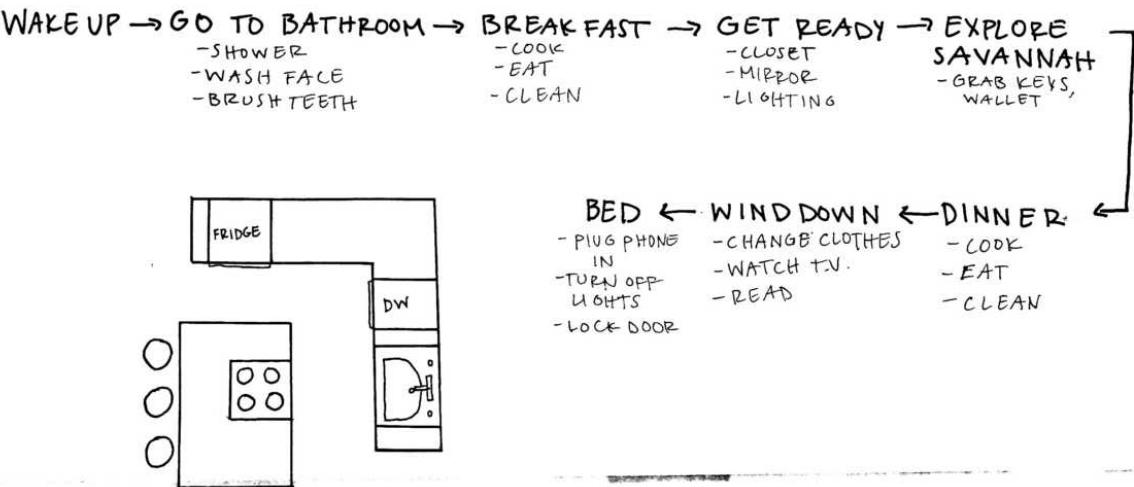 WAKE UP → GO TO BATHROOM → BREAKFAST → GET READY → EXPLORE SAVANNAH
- SHOWER
- WASH FACE
- BRUSH TEETH
- COOK
- EAT
- CLEAN
- CLOSET
- MIRROR
- LIGHTING
- GRAB KEYS,
WALLET
BED ← WIND DOWN ← DINNER
- PLUG PHONE
IN
- TURN OFF
LIGHTS
- LOCK DOOR
- CHANGE CLOTHES
- WATCH T.V.
- READ
- COOK
- EAT
- CLEAN
FRIDGE
DW